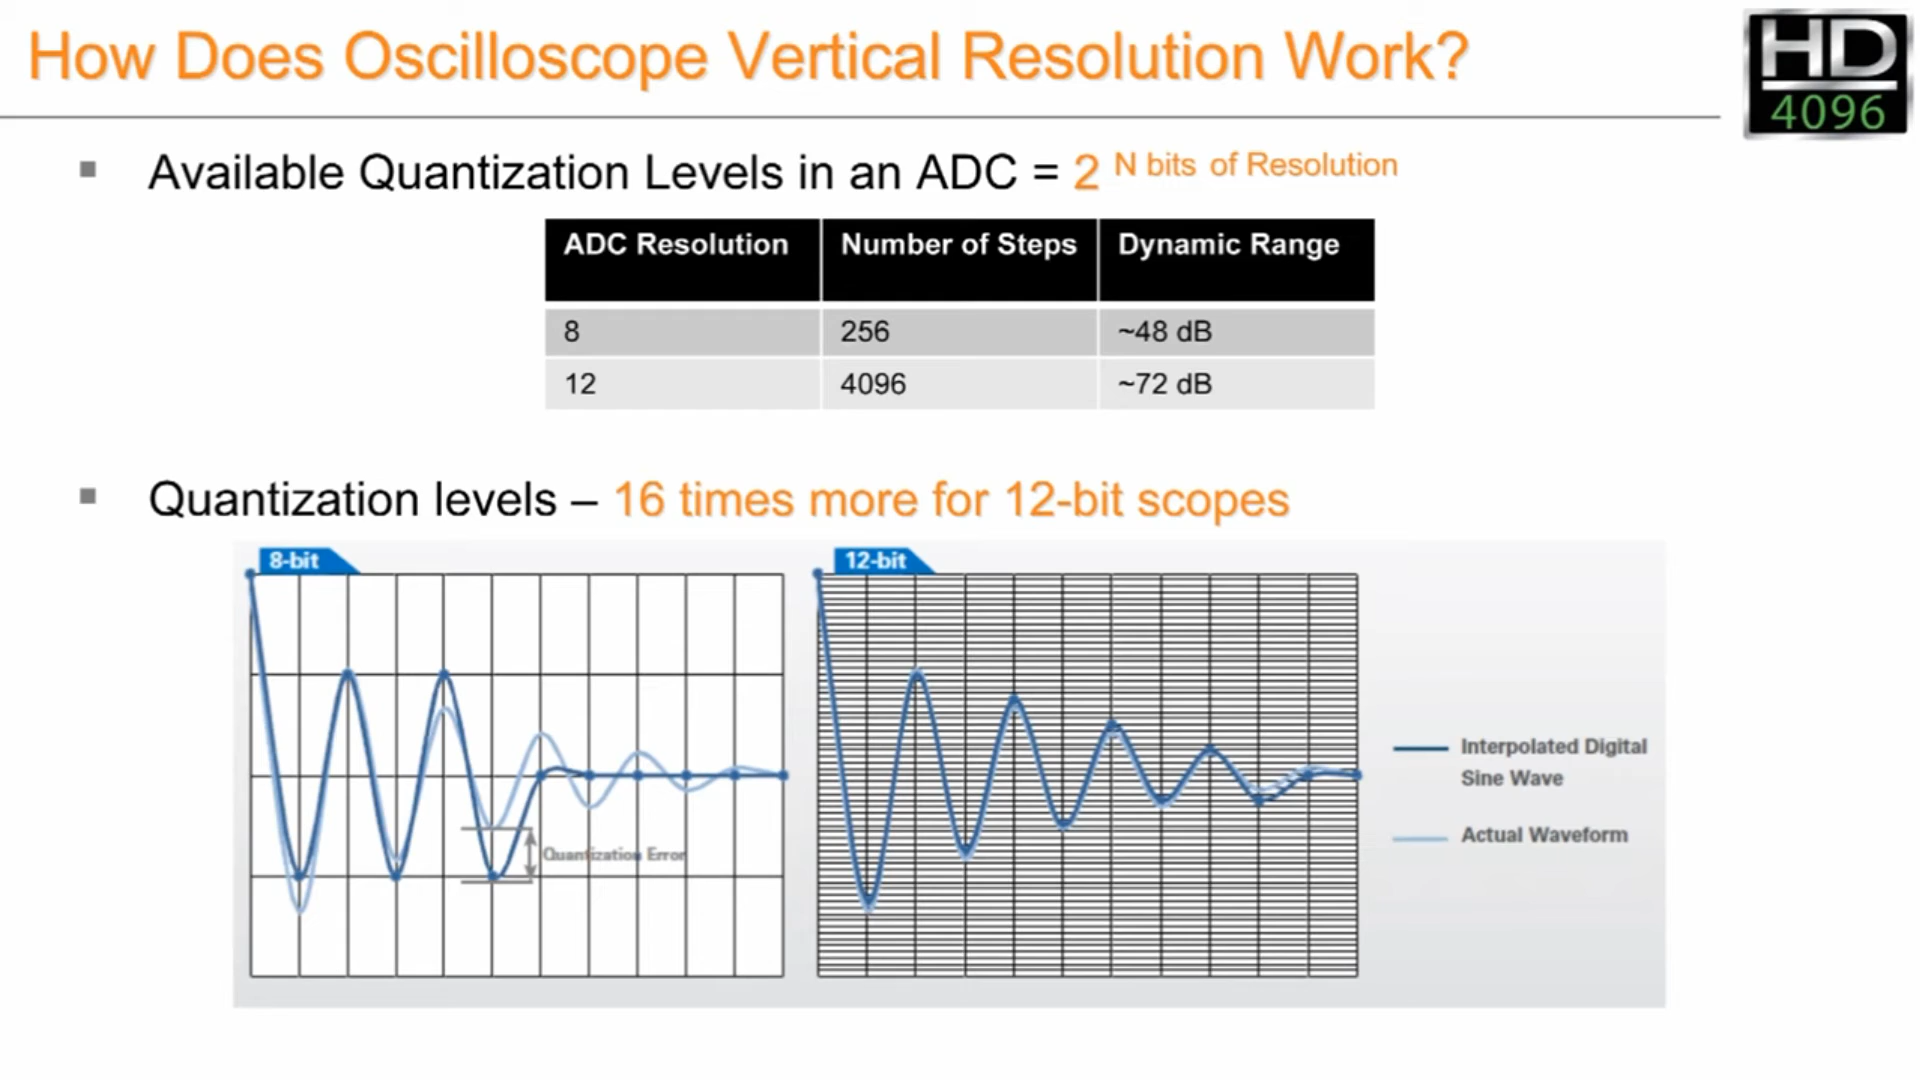 How Does Oscilloscope Vertical Resolution Work?
HD
4096
Available Quantization Levels in an ADC = 2 N bits of Resolution
ADC Resolution Number of Steps Dynamic Range
8 256 ~48 dB
12 4096 ~72 dB
Quantization levels – 16 times more for 12-bit scopes
8-bit
Quantization Error
12-bit
Interpolated Digital
Sine Wave
Actual Waveform